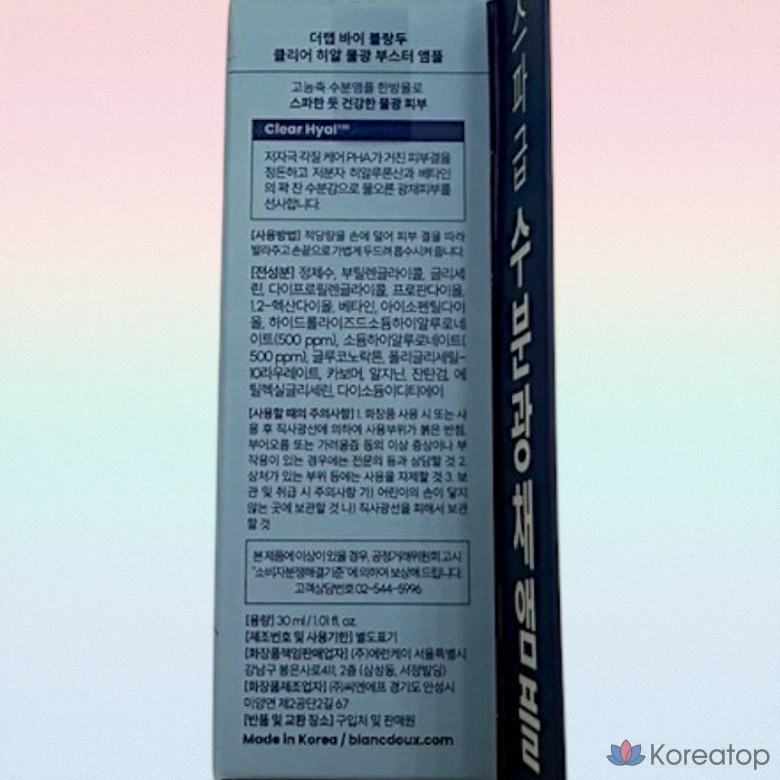 더랩 바이 블랑두
클리어 히알 물광 부스터 앰플
고농축 수분앰플 한방울로
스파한 듯 건강한 물광 피부
Clear Hyal™
저자극 각질 케어 PHA가 거친 피부결을
정돈하고 저분자 히알루론산과 베타인
의 꽉 찬 수분감으로 물오른 광채피부를
선사합니다.
[사용방법] 적당량을 손에 덜어 피부 결을 따라
발라주고 손끝으로 가볍게 두드려 흡수시켜 줍니다.
[전성분] 정제수, 부틸렌글라이콜, 글리세
린, 다이프로필렌글라이콜, 프로판다이올,
1,2-헥산다이올, 베타인, 아이소펜틸다이
올, 하이드롤라이즈드소듐하이알루로네
이트(500 ppm), 소듐하이알루로네이트(
500 ppm), 글루코노락톤, 폴리글리세릴-
10라우레이트, 카보머, 알지닌, 잔탄검, 에
틸헥실글리세린, 다이소듐이디티에이
[사용할 때의 주의사항] 1. 화장품 사용 시 또는 사
용 후 직사광선에 의하여 사용부위가 붉은 반점,
부어오름 또는 가려움증 등의 이상 증상이나 부
작용이 있는 경우에는 전문의 등과 상담할 것 2.
상처가 있는 부위 등에는 사용을 자제할 것 3. 보
관 및 취급 시 주의사항 가) 어린이의 손이 닿지
않는 곳에 보관할 것 나) 직사광선을 피해서 보관
할 것
본 제품에 이상이 있을 경우, 공정거래위원회 고시
"소비자분쟁해결기준"에 의하여 보상해 드립니다.
고객상담번호 02-544-5996
[용량] 30 ml / 1.01 fl. oz.
[제조번호 및 사용기한] 별도표기
[화장품책임판매업자] (주)에런케이 서울특별시
강남구 봉은사로411, 2층 (삼성동, 서정빌딩)
[화장품제조업자] (주)씨엔에프 경기도 안성시
미양면 제2공단2길 67
[반품 및 교환 장소] 구입처 및 판매원
Made in Korea / blancdoux.com
스파급 수분광채앰플
Koreatop